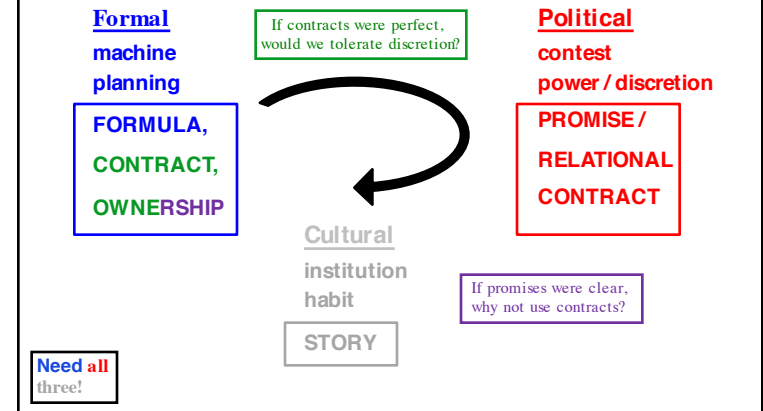 Formal
machine
planning
FORMULA,
CONTRACT,
OWNERSHIP
If contracts were perfect,
would we tolerate discretion?
Political
contest
power / discretion
PROMISE /
RELATIONAL
CONTRACT
Cultural
institution
habit
STORY
If promises were clear,
why not use contracts?
Need all
three!